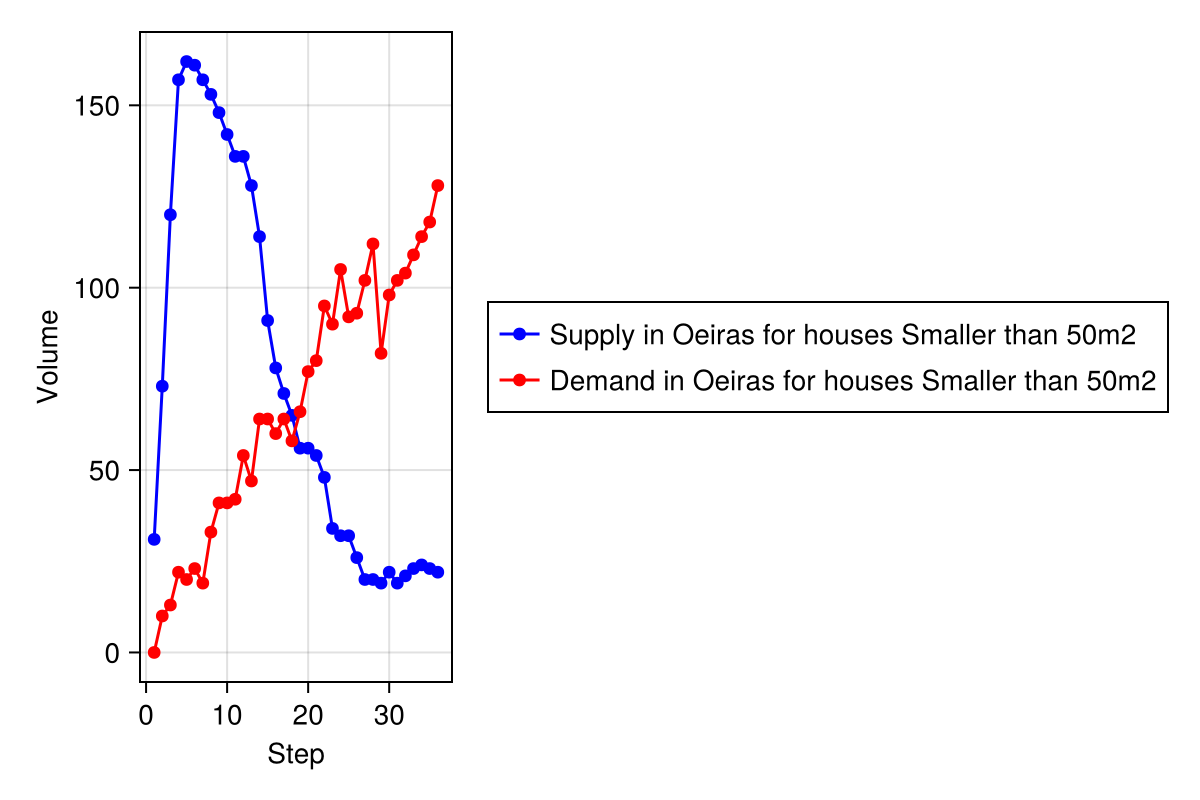 150
100
50
0
Volume
0 10 20 30
Step
Supply in Oeiras for houses Smaller than 50m2
Demand in Oeiras for houses Smaller than 50m2